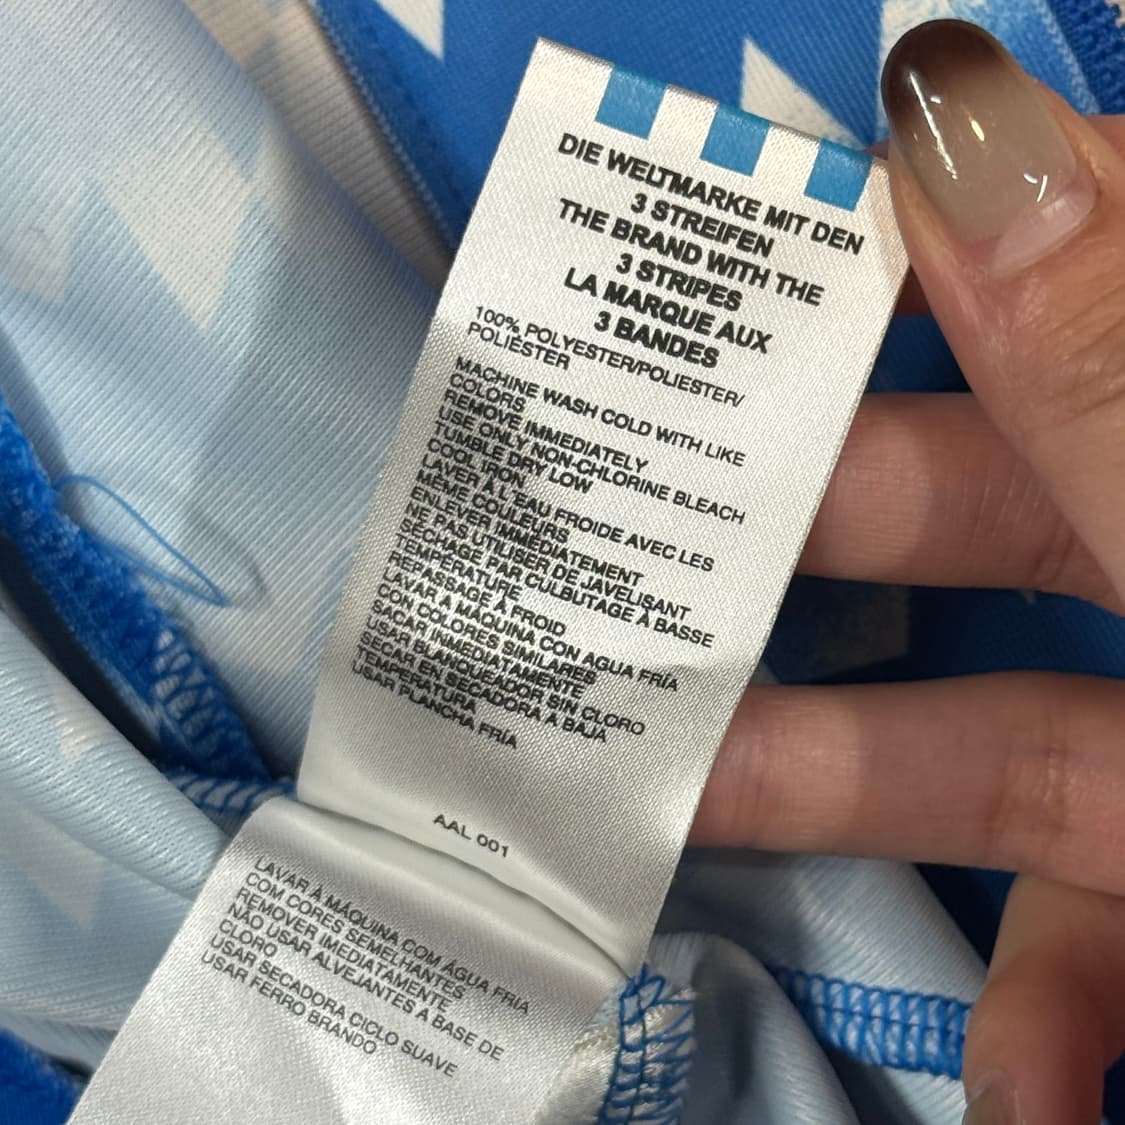 DIE WELTMARKE MIT DEN
3 STREIFEN
THE BRAND WITH THE
3 STRIPES
LA MARQUE AUX
3 BANDES
100% POLYESTER/POLIESTER/
POLIÉSTER
MACHINE WASH COLD WITH LIKE
COLORS
REMOVE IMMEDIATELY
USE ONLY NON-CHLORINE BLEACH
TUMBLE DRY LOW
COOL IRON
LAVER À L'EAU FROIDE AVEC LES
MÊME COULEURS
ENLEVER IMMÉDIATEMENT
NE PAS UTILISER DE JAVELISANT
SÉCHAGE PAR CULBUTAGE À BASSE
TEMPÉRATURE
REPASSAGE À FROID
LAVAR A MÁQUINA CON AGUA FRÍA
CON COLORES SIMILARES
SACAR INMEDIATAMENTE
USAR BLANQUEADOR SIN CLORO
SECAR EN SECADORA A BAJA
TEMPERATURA
USAR PLANCHA FRÍA
AAL 001
LAVAR À MÁQUINA COM ÁGUA FRIA
COM CORES SEMELHANTES
REMOVER IMEDIATAMENTE
NÃO USAR ALVEJANTES A BASE DE
CLORO
USAR SECADORA CICLO SUAVE
USAR FERRO BRANDO